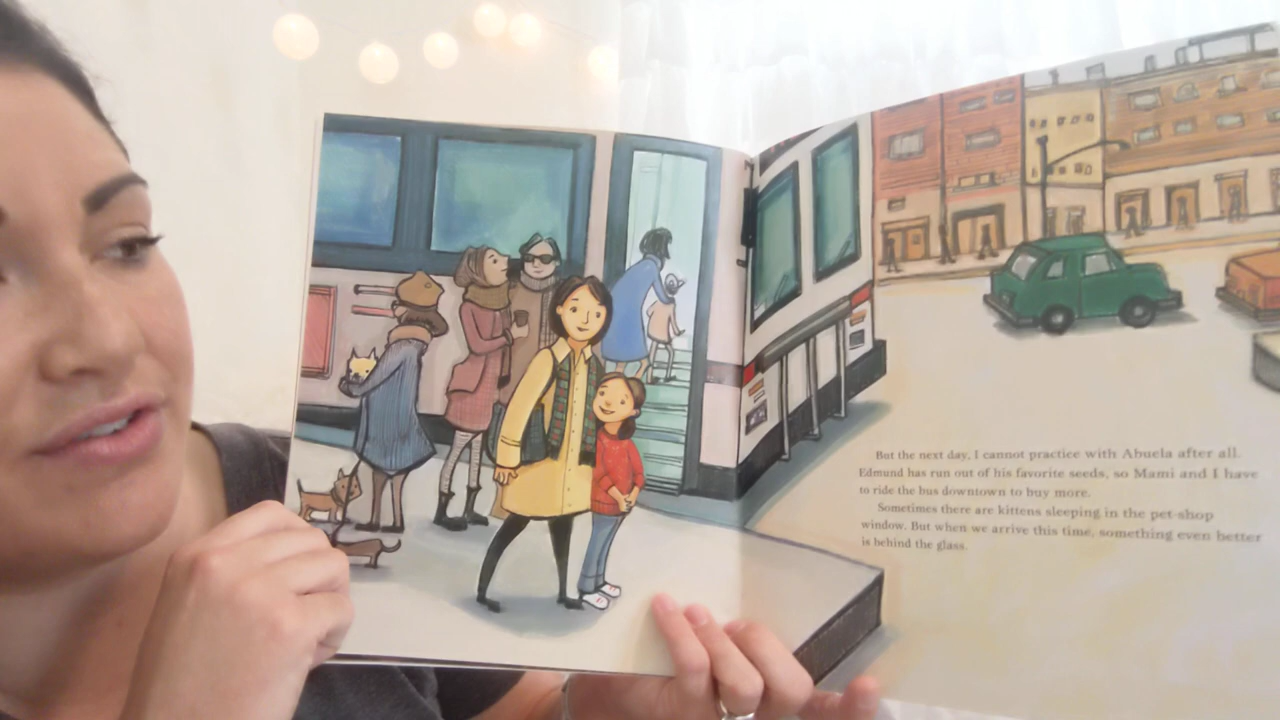 But the next day, I cannot practice with Abuela after all.
Edmund has run out of his favorite seeds, so Mami and I have
to ride the bus downtown to buy more.
Sometimes there are kittens sleeping in the pet-shop
window. But when we arrive this time, something even better
is behind the glass.